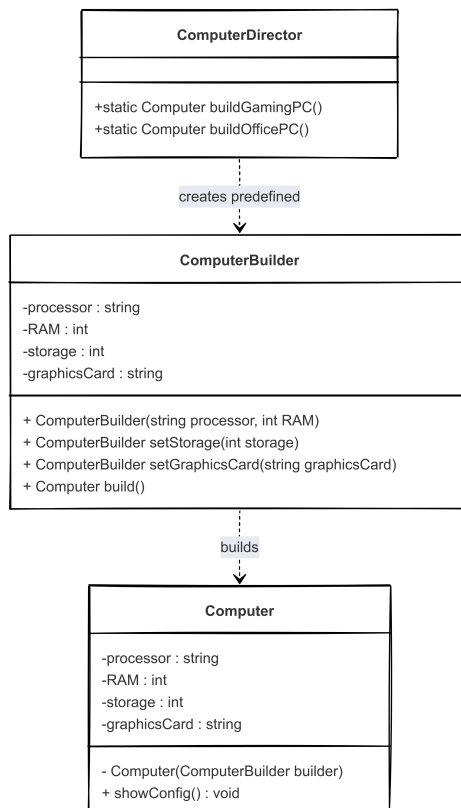 ComputerDirector
+static Computer buildGamingPC()
+static Computer buildOfficePC()
creates predefined
ComputerBuilder
-processor : string
-RAM : int
-storage : int
-graphicsCard : string
+ ComputerBuilder(string processor, int RAM)
+ ComputerBuilder setStorage(int storage)
+ ComputerBuilder setGraphicsCard(string graphicsCard)
+ Computer build()
builds
Computer
-processor : string
-RAM : int
-storage : int
-graphicsCard : string
- Computer(ComputerBuilder builder)
+ showConfig() : void